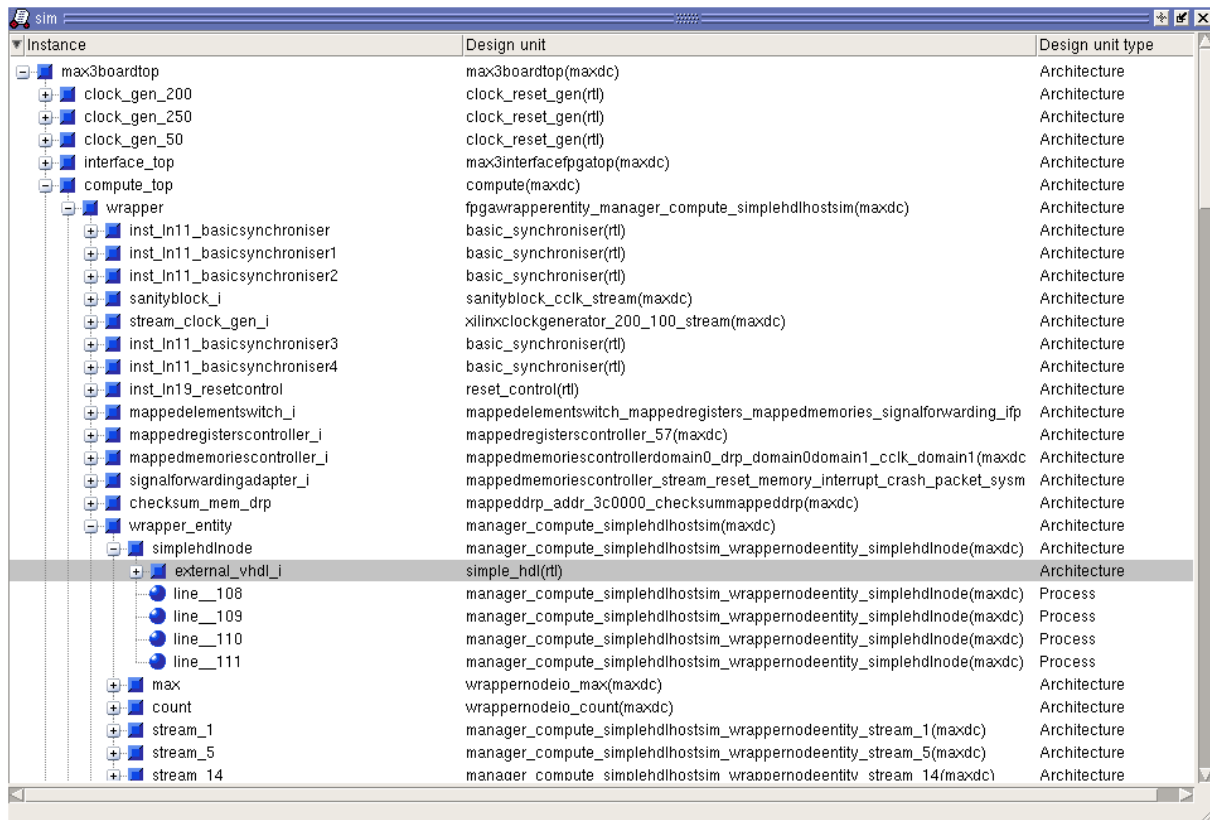 sim
Instance Design unit Design unit type
max3boardtop max3boardtop(maxdc) Architecture
clock_gen_200 clock_reset_gen(rtl) Architecture
clock_gen_250 clock_reset_gen(rtl) Architecture
clock_gen_50 clock_reset_gen(rtl) Architecture
interface_top max3interfacefpgatop(maxdc) Architecture
compute_top compute(maxdc) Architecture
wrapper fpgawrapperentity_manager_compute_simplehdlhostsim(maxdc) Architecture
inst_ln11_basicsynchroniser basic_synchroniser(rtl) Architecture
inst_ln11_basicsynchroniser1 basic_synchroniser(rtl) Architecture
inst_ln11_basicsynchroniser2 basic_synchroniser(rtl) Architecture
sanityblock_i sanityblock_cclk_stream(maxdc) Architecture
stream_clock_gen_i xilinxclockgenerator_200_100_stream(maxdc) Architecture
inst_ln11_basicsynchroniser3 basic_synchroniser(rtl) Architecture
inst_ln11_basicsynchroniser4 basic_synchroniser(rtl) Architecture
inst_ln19_resetcontrol reset_control(rtl) Architecture
mappedelementswitch_i mappedelementswitch_mappedregisters_mappedmemories_signalforwarding_ifp Architecture
mappedregisterscontroller_i mappedregisterscontroller_57(maxdc) Architecture
mappedmemoriescontroller_i mappedmemoriescontrollerdomain0_drp_domain0domain1_cclk_domain1(maxdc Architecture
signalforwardingadapter_i mappedmemoriescontroller_stream_reset_memory_interrupt_crash_packet_sysm Architecture
checksum_mem_drp mappeddrp_addr_3c0000_checksummappeddrp(maxdc) Architecture
wrapper_entity manager_compute_simplehdlhostsim(maxdc) Architecture
simplehdlnode manager_compute_simplehdlhostsim_wrappernodeentity_simplehdlnode(maxdc) Architecture
external_vhdl_i simple_hdl(rtl) Architecture
line__108 manager_compute_simplehdlhostsim_wrappernodeentity_simplehdlnode(maxdc) Process
line__109 manager_compute_simplehdlhostsim_wrappernodeentity_simplehdlnode(maxdc) Process
line__110 manager_compute_simplehdlhostsim_wrappernodeentity_simplehdlnode(maxdc) Process
line__111 manager_compute_simplehdlhostsim_wrappernodeentity_simplehdlnode(maxdc) Process
max wrappernodeio_max(maxdc) Architecture
count wrappernodeio_count(maxdc) Architecture
stream_1 manager_compute_simplehdlhostsim_wrappernodeentity_stream_1(maxdc) Architecture
stream_5 manager_compute_simplehdlhostsim_wrappernodeentity_stream_5(maxdc) Architecture
stream_14 manager_compute_simplehdlhostsim_wrappernodeentity_stream_14(maxdc) Architecture